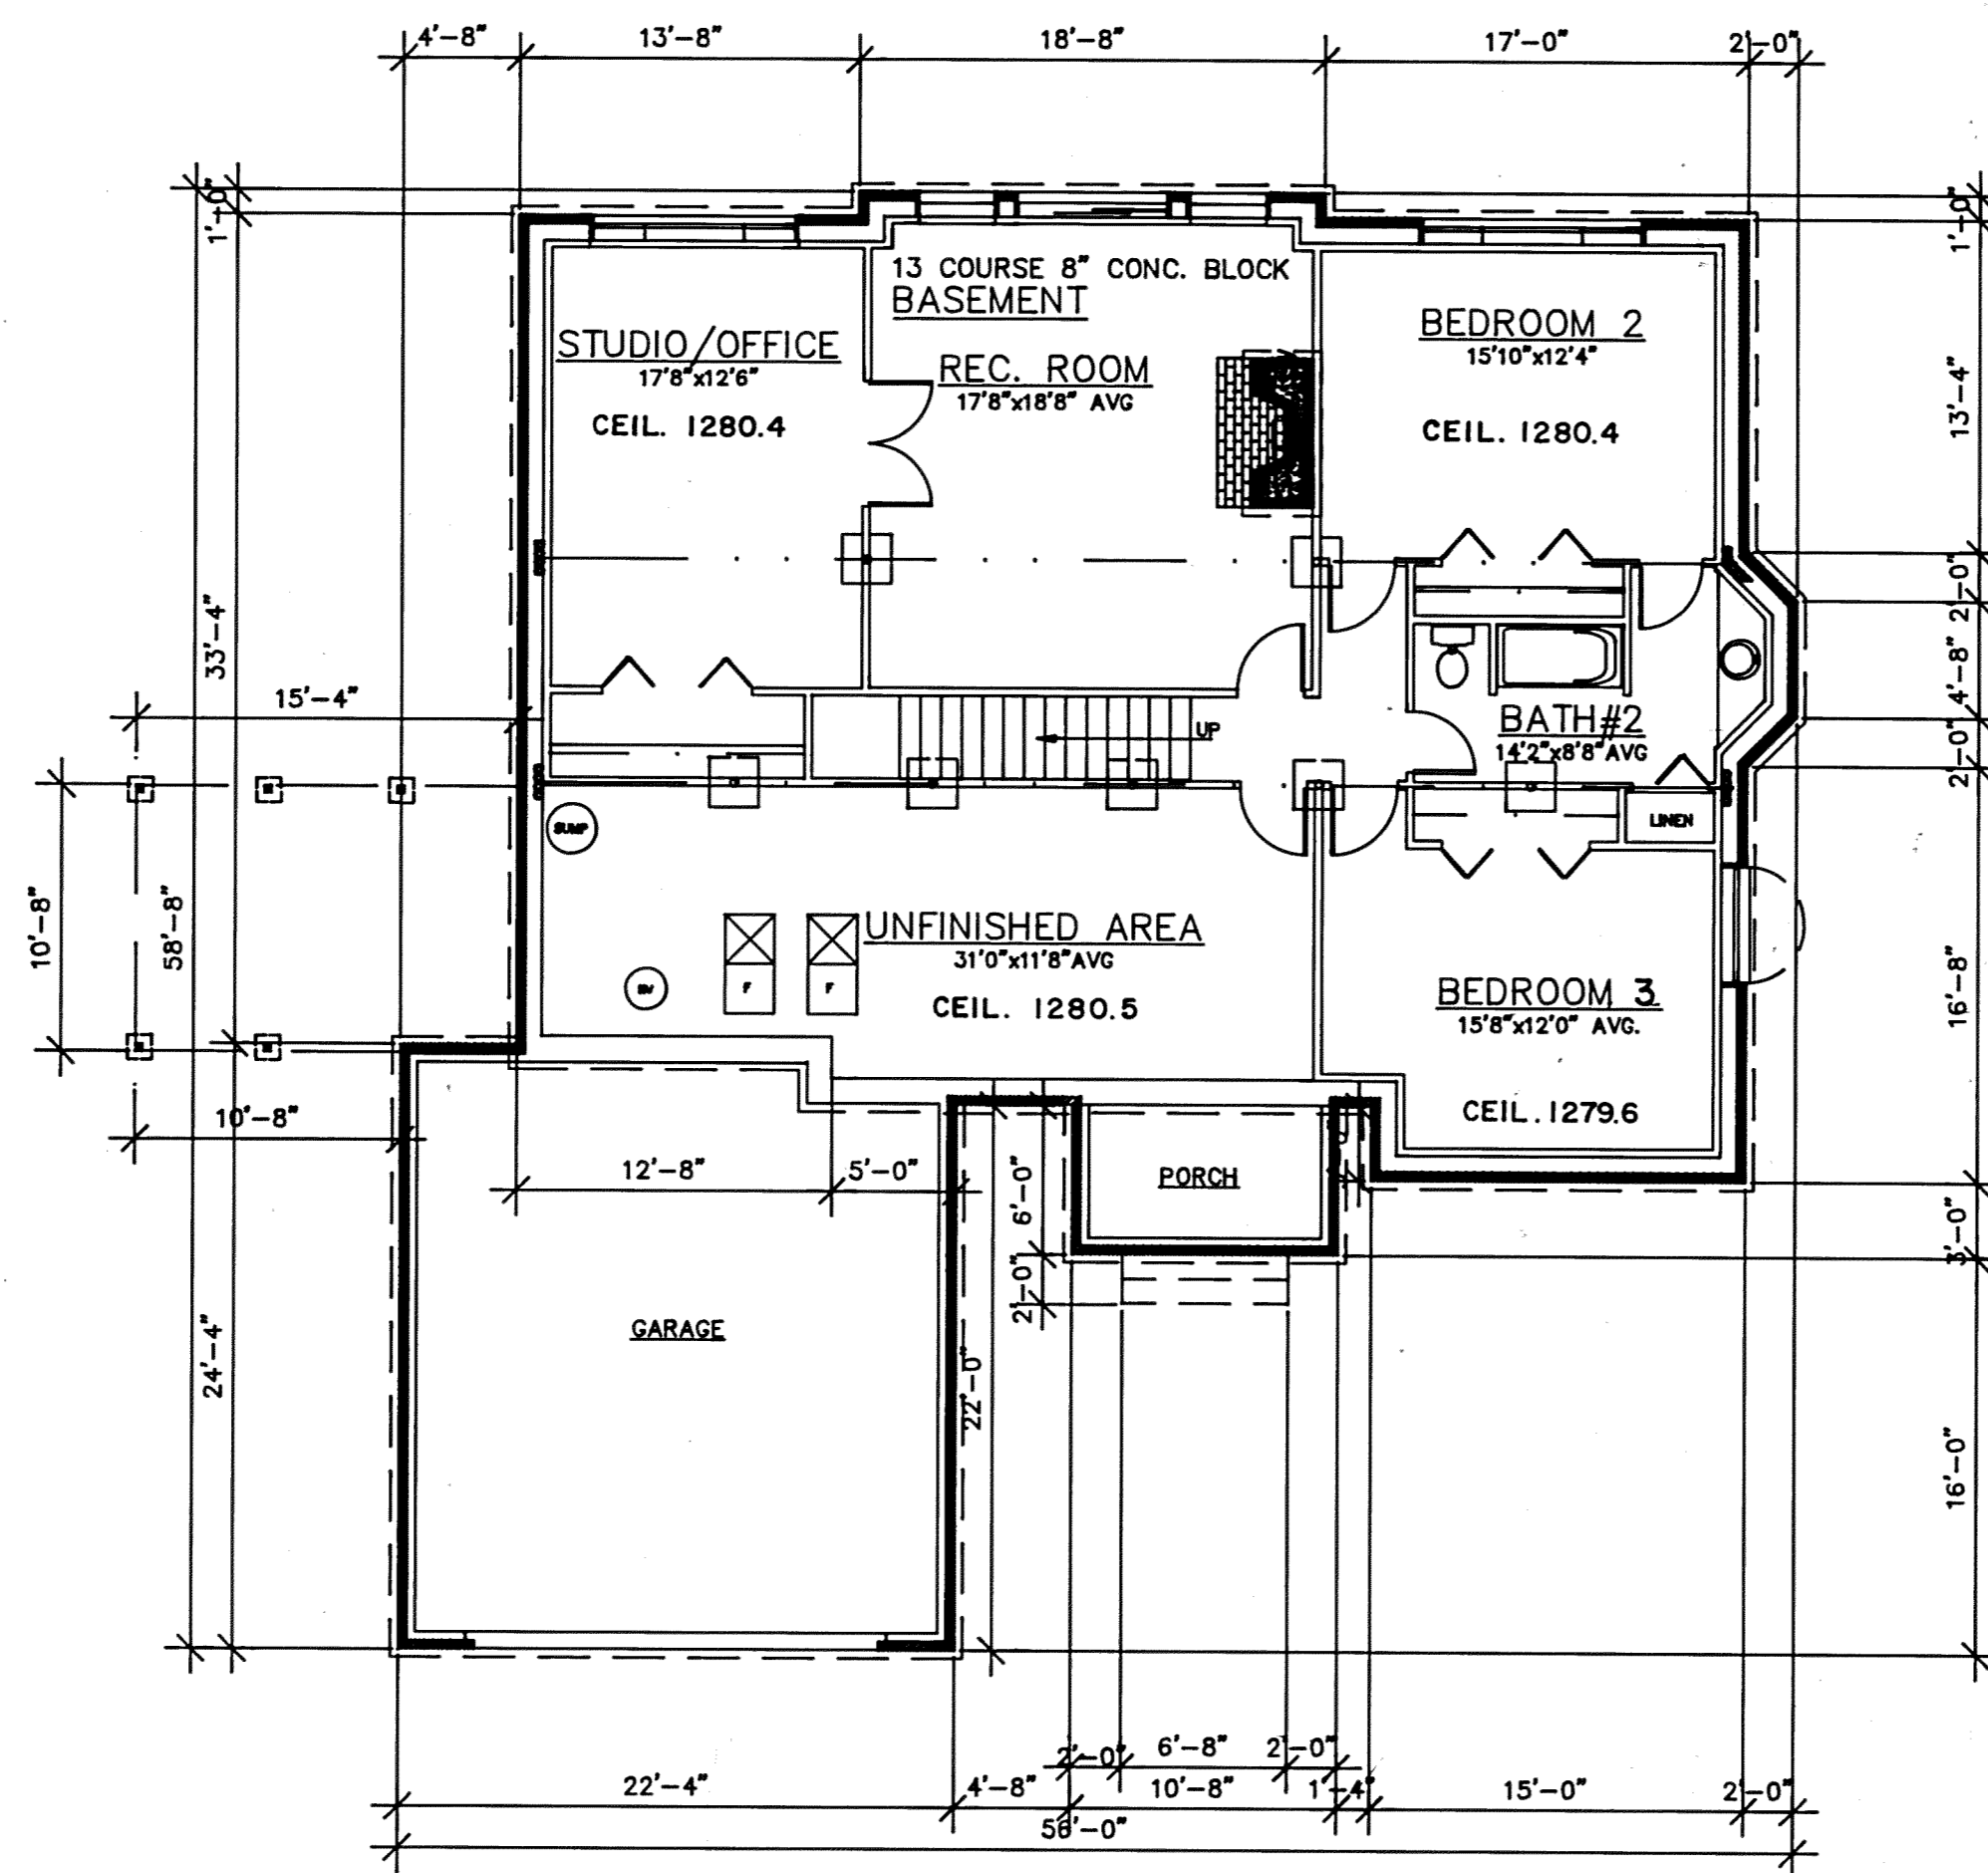 4'-8" 13'-8" 18'-8" 17'-0" 2'-0"
1'-0" 1'-0"
13 COURSE 8" CONC. BLOCK
BASEMENT
STUDIO/OFFICE
17'8"x12'6"
CEIL. 1280.4
REC. ROOM
17'8"x18'8" AVG
BEDROOM 2
15'10"x12'4"
CEIL. 1280.4
13'-4"
33'-4"
2'-0"
4'-8"
2'-0"
15'-4"
UP
BATH#2
14'2"x8'8" AVG
SUMP
LINEN
10'-8"
58'-8"
UNFINISHED AREA
31'0"x11'8" AVG
CEIL. 1280.5
F F
BEDROOM 3
15'8"x12'0" AVG.
CEIL. 1279.6
16'-8"
10'-8"
12'-8" 5'-0"
6'-0"
2'-0"
PORCH
3'-0"
GARAGE
24'-4"
22'-0"
16'-0"
2'-0" 6'-8" 2'-0"
22'-4" 4'-8" 10'-8" 1'-4" 15'-0" 2'-0"
56'-0"